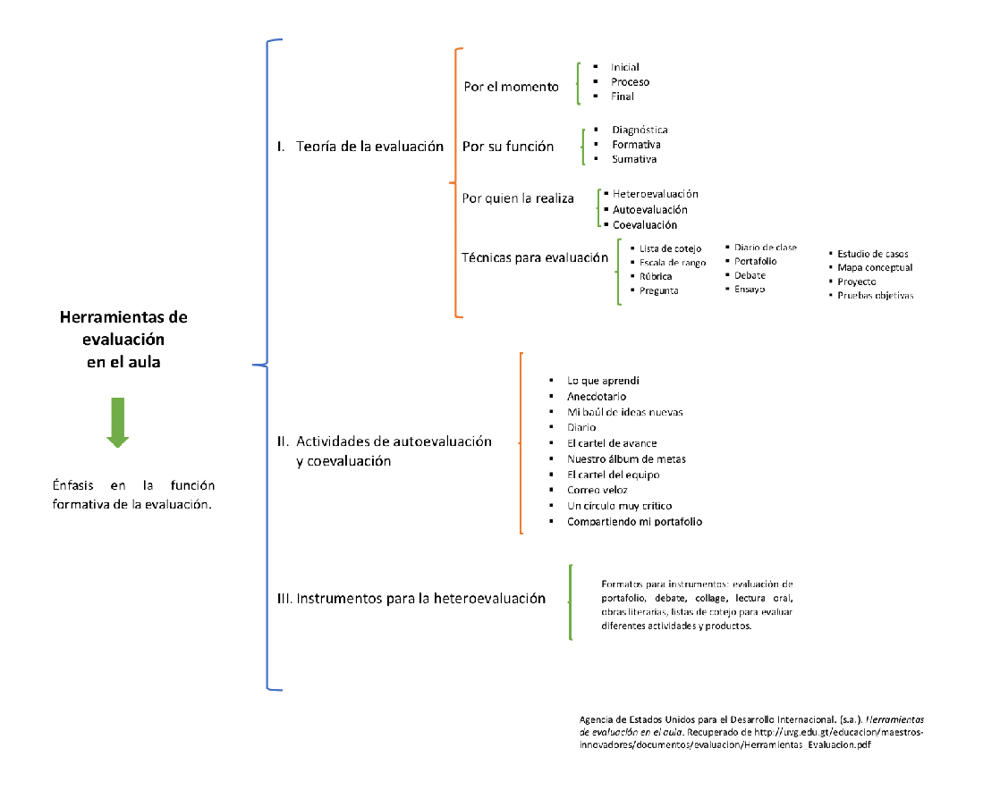 Herramientas de
evaluación
en el aula
Énfasis en la función
formativa de la evaluación.
I. Teoría de la evaluación
Por el momento
▪ Inicial
▪ Proceso
▪ Final
Por su función
▪ Diagnóstica
▪ Formativa
▪ Sumativa
Por quien la realiza
▪ Heteroevaluación
▪ Autoevaluación
▪ Coevaluación
Técnicas para evaluación
▪ Lista de cotejo
▪ Escala de rango
▪ Rúbrica
▪ Pregunta
▪ Diario de clase
▪ Portafolio
▪ Debate
▪ Ensayo
▪ Estudio de casos
▪ Mapa conceptual
▪ Proyecto
▪ Pruebas objetivas
II. Actividades de autoevaluación
y coevaluación
▪ Lo que aprendí
▪ Anecdotario
▪ Mi baúl de ideas nuevas
▪ Diario
▪ El cartel de avance
▪ Nuestro álbum de metas
▪ El cartel del equipo
▪ Correo veloz
▪ Un círculo muy crítico
▪ Compartiendo mi portafolio
III. Instrumentos para la heteroevaluación
Formatos para instrumentos: evaluación de
portafolio, debate, collage, lectura oral,
obras literarias, listas de cotejo para evaluar
diferentes actividades y productos.
Agencia de Estados Unidos para el Desarrollo Internacional. (s.a.). Herramientas
de evaluación en el aula. Recuperado de http://uvg.edu.gt/educacion/maestros-
innovadores/documentos/evaluacion/Herramientas_Evaluacion.pdf